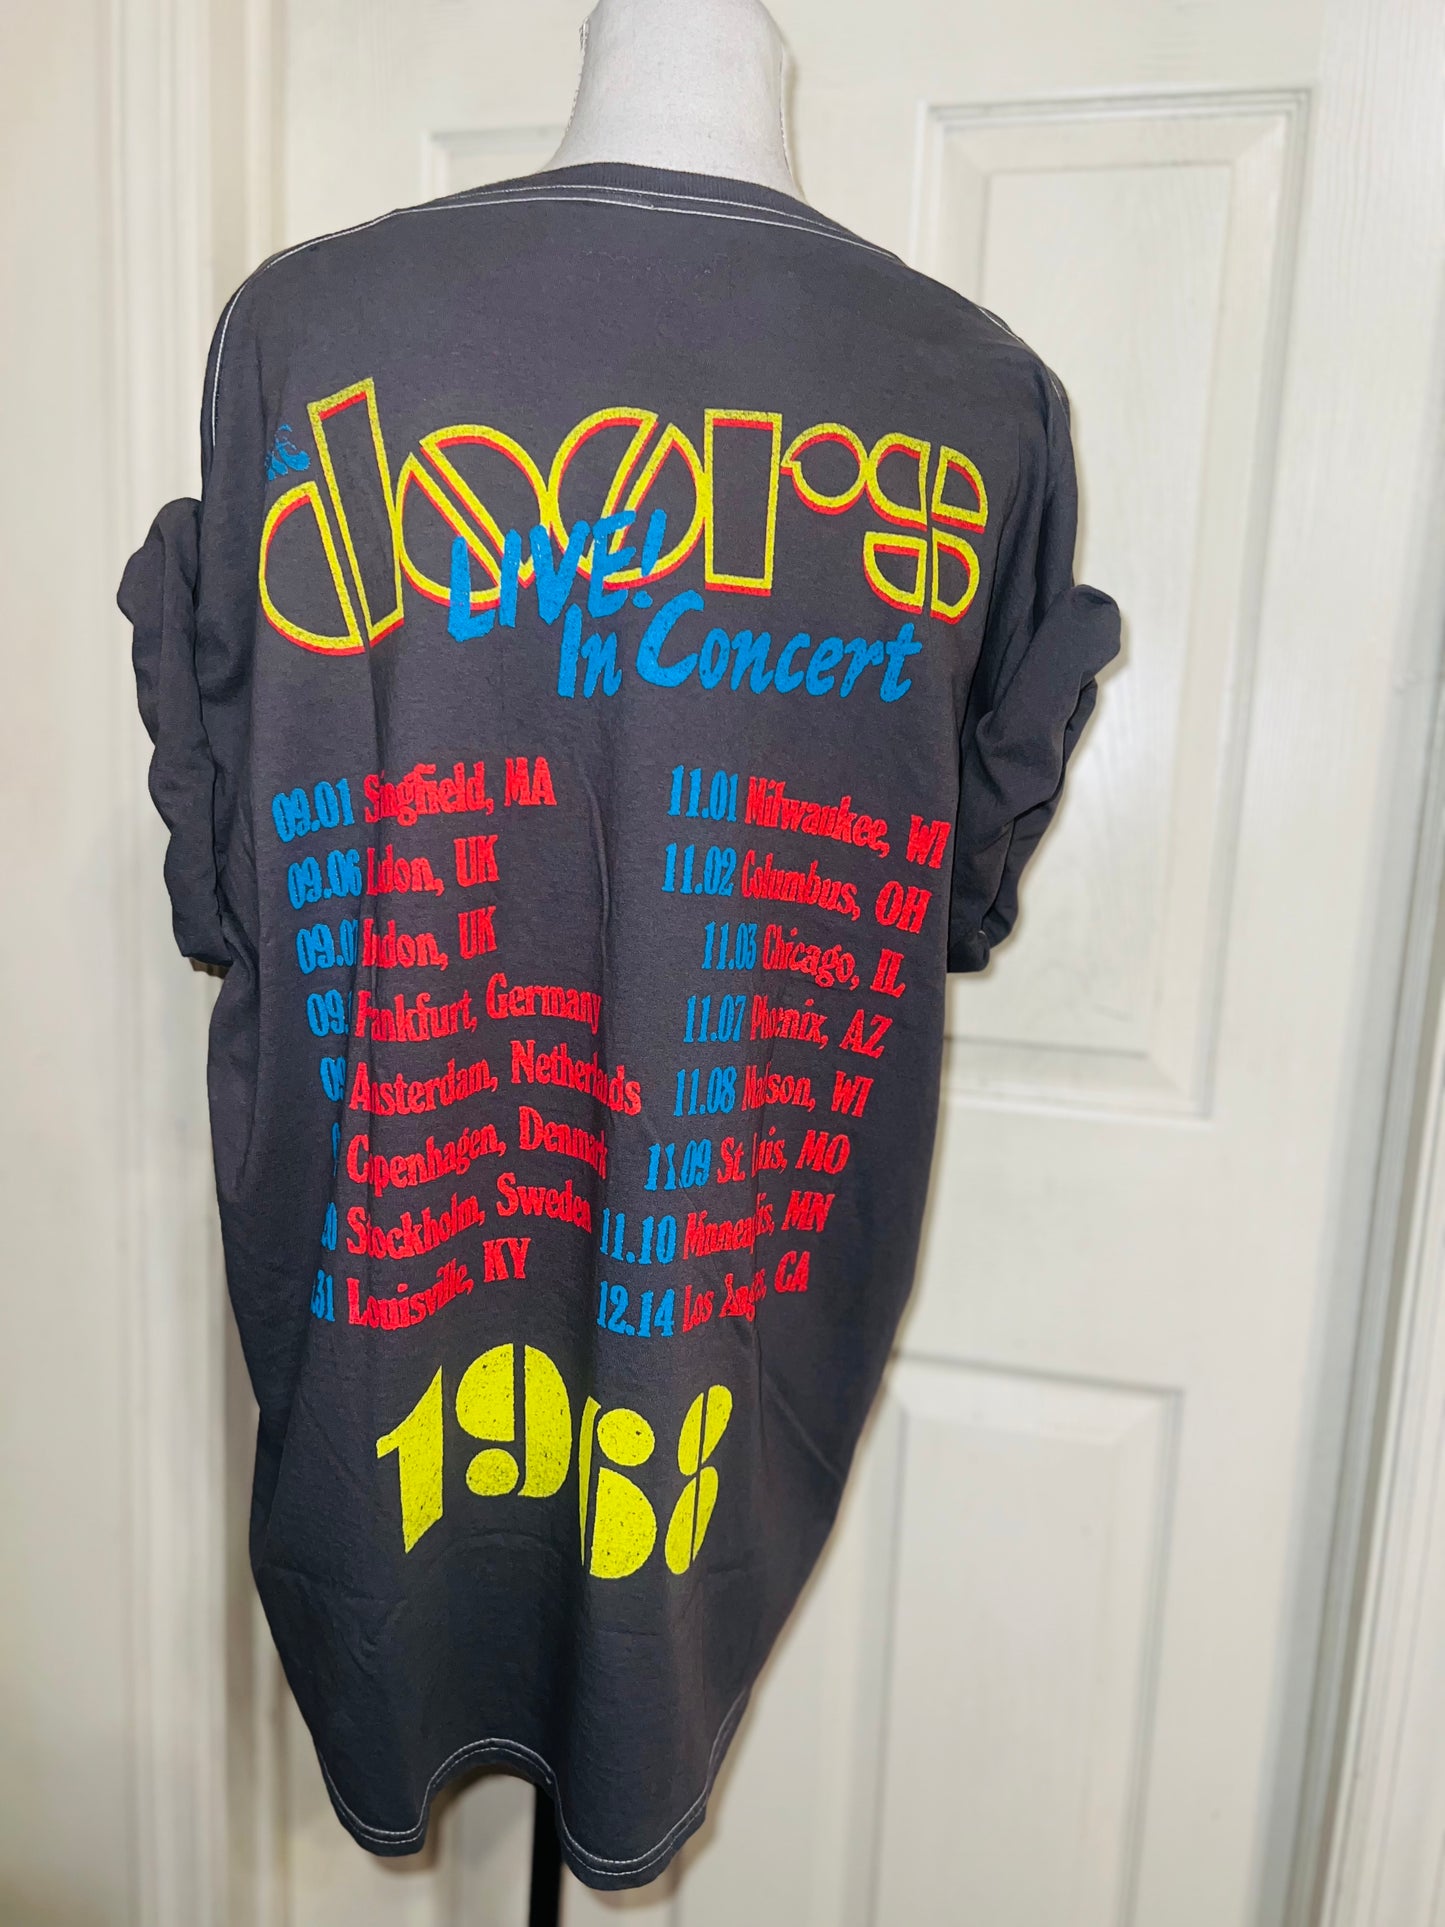 the doors
LIVE!
In Concert
09.01 Springfield, MA
09.06 London, UK
London, UK
Frankfurt, Germany
Amsterdam, Netherlands
Copenhagen, Denmark
Stockholm, Sweden
Louisville, KY
11.01 Milwaukee, WI
11.02 Columbus, OH
11.03 Chicago, IL
11.07 Phoenix, AZ
11.08 Madison, WI
11.09 St. Louis, MO
11.10 Minneapolis, MN
12.14 Los Angeles, CA
1968